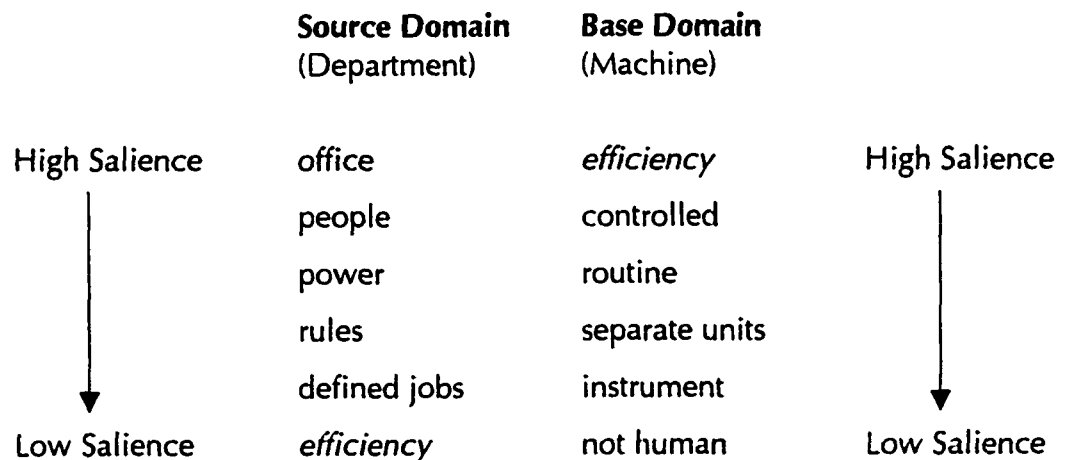 Source Domain Base Domain
(Department) (Machine)
High Salience office efficiency High Salience
people controlled
power routine
rules separate units
defined jobs instrument
Low Salience efficiency not human Low Salience